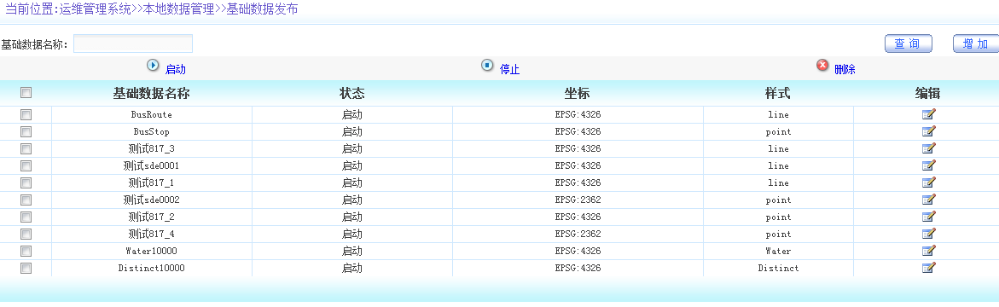 当前位置:运维管理系统>>本地数据管理>>基础数据发布
基础数据名称: 查 询 增 加
启动 停止 删除
基础数据名称 状态 坐标 样式 编辑
BusRoute 启动 EPSG:4326 line
BusStop 启动 EPSG:4326 point
测试817_3 启动 EPSG:4326 line
测试sde0001 启动 EPSG:4326 line
测试817_1 启动 EPSG:4326 line
测试sde0002 启动 EPSG:2362 point
测试817_2 启动 EPSG:4326 point
测试817_4 启动 EPSG:2362 point
Water10000 启动 EPSG:4326 Water
Distinct10000 启动 EPSG:4326 Distinct